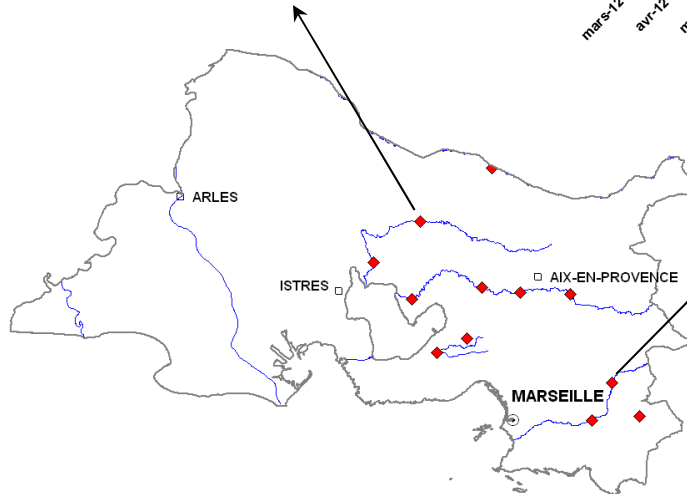 mars-12
avr-12
ARLES
ISTRES
AIX-EN-PROVENCE
MARSEILLE